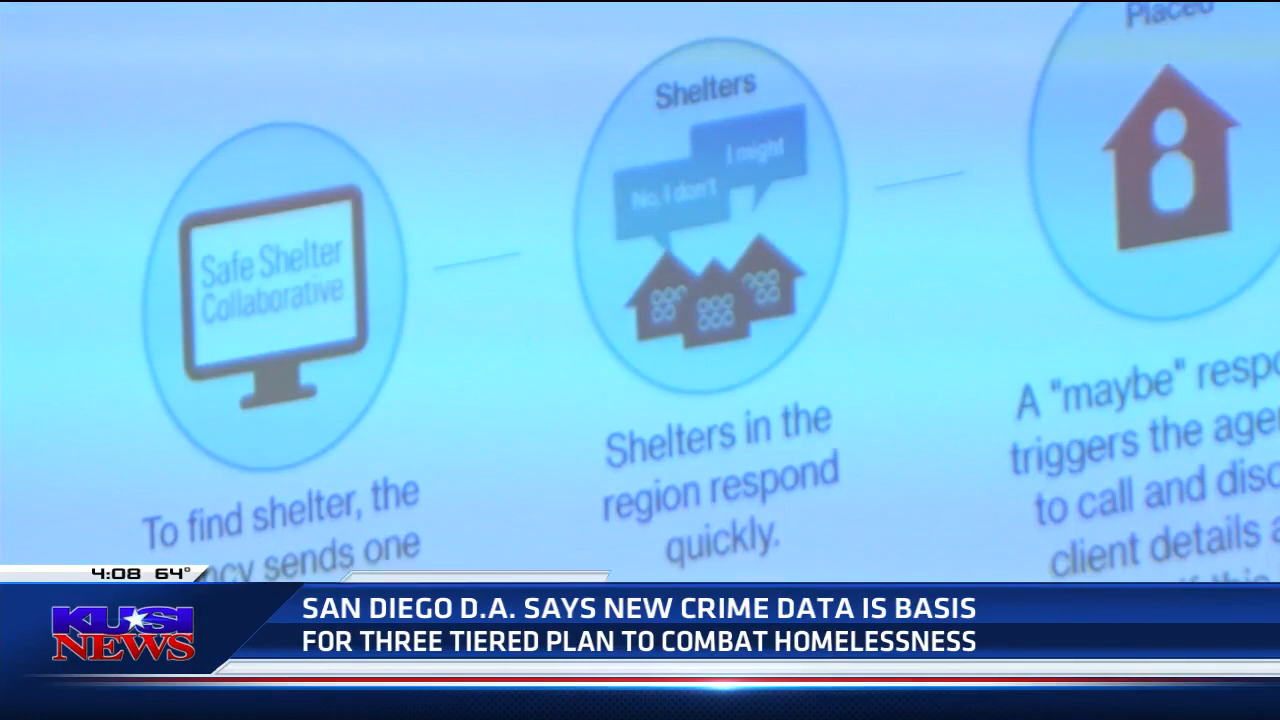 Placed
Shelters
I might
No, I don't
Safe Shelter
Collaborative
To find shelter, the
sends one
Shelters in the
region respond
quickly.
A "maybe"
triggers the
to call and
client details
this
4:08 64°
KUSI
NEWS
SAN DIEGO D.A. SAYS NEW CRIME DATA IS BASIS
FOR THREE TIERED PLAN TO COMBAT HOMELESSNESS